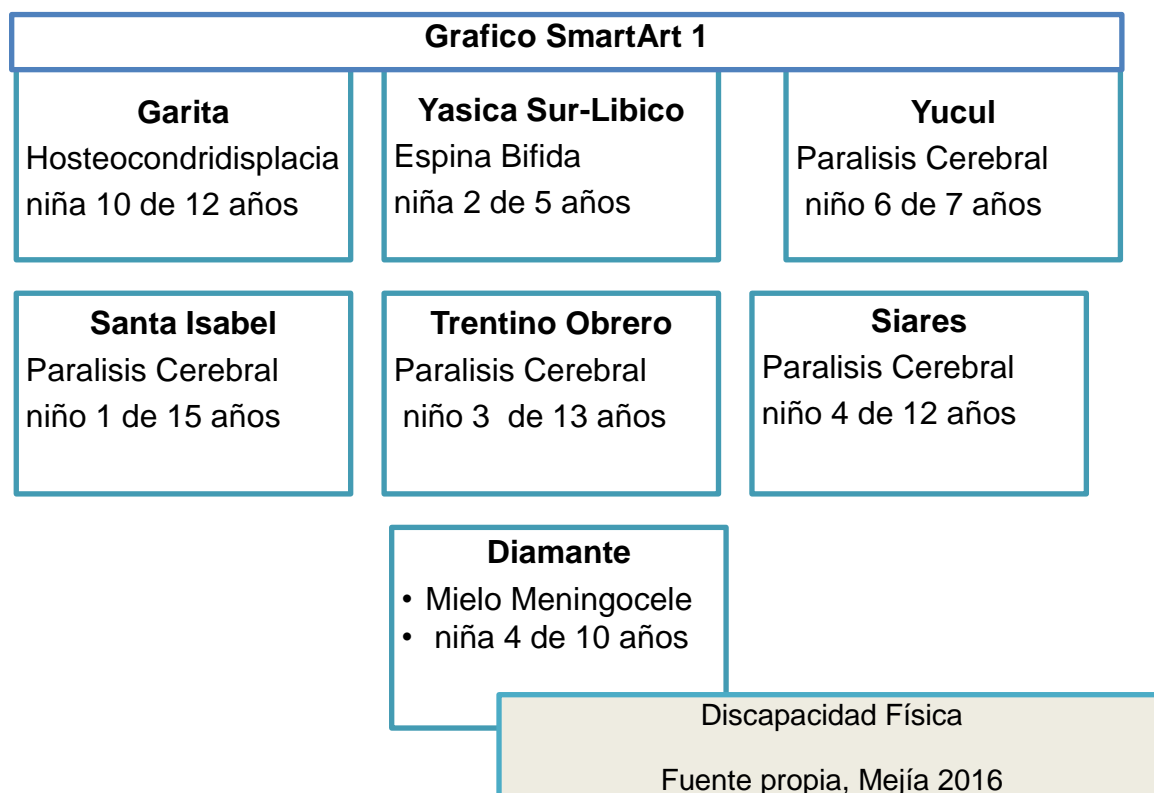 Grafico SmartArt 1
Garita
Hosteocondridisplacia
niña 10 de 12 años
Yasica Sur-Libico
Espina Bifida
niña 2 de 5 años
Yucul
Paralisis Cerebral
niño 6 de 7 años
Santa Isabel
Paralisis Cerebral
niño 1 de 15 años
Trentino Obrero
Paralisis Cerebral
niño 3 de 13 años
Siares
Paralisis Cerebral
niño 4 de 12 años
Diamante
• Mielo Meningocele
• niña 4 de 10 años
Discapacidad Física
Fuente propia, Mejía 2016